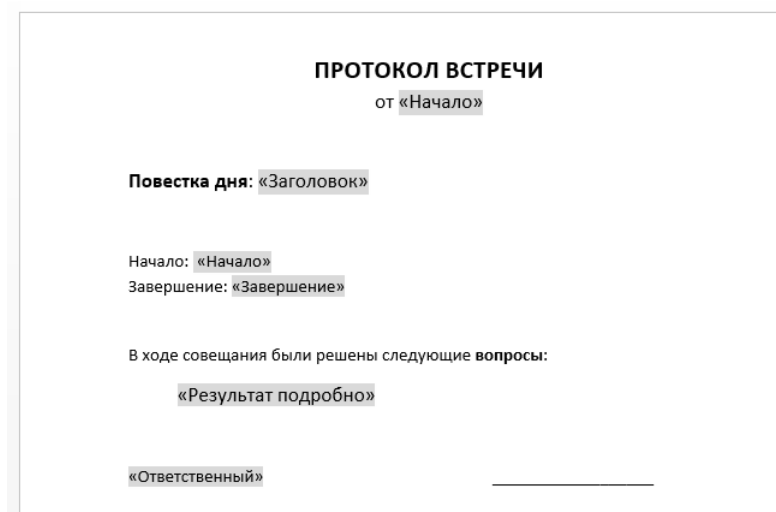 ПРОТОКОЛ ВСТРЕЧИ
от «Начало»
Повестка дня: «Заголовок»
Начало: «Начало»
Завершение: «Завершение»
В ходе совещания были решены следующие вопросы:
«Результат подробно»
«Ответственный» ____________________